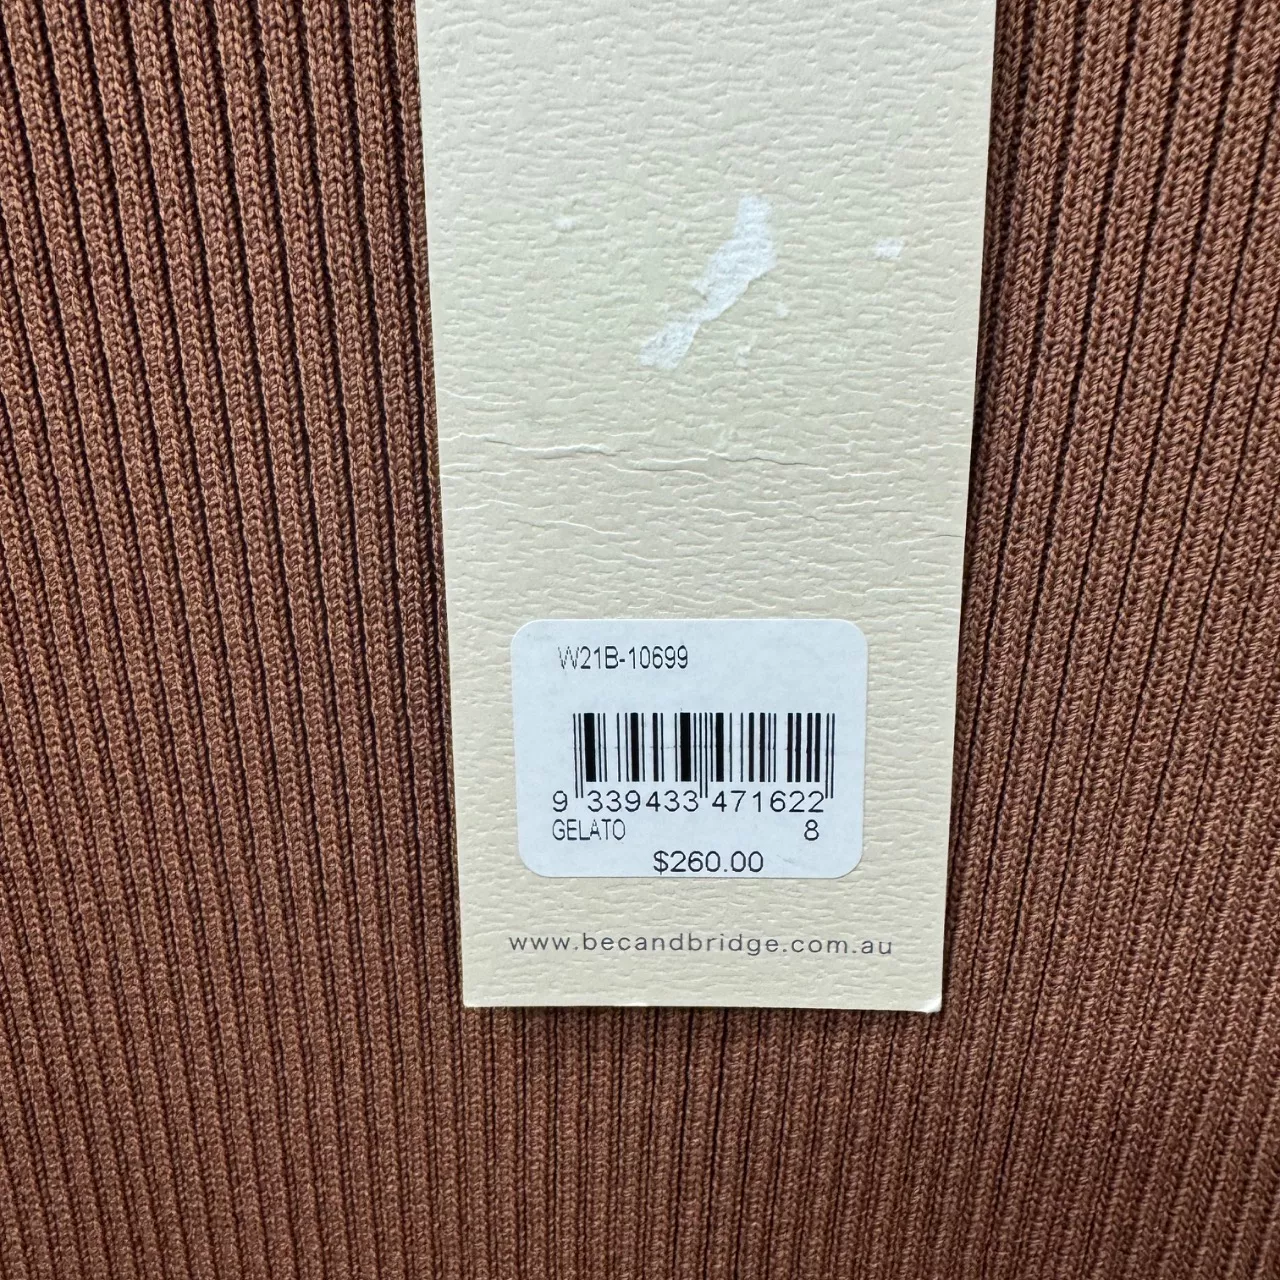 W21B-10699
9 339433 471622
GELATO 8
$260.00
www.becandbridge.com.au